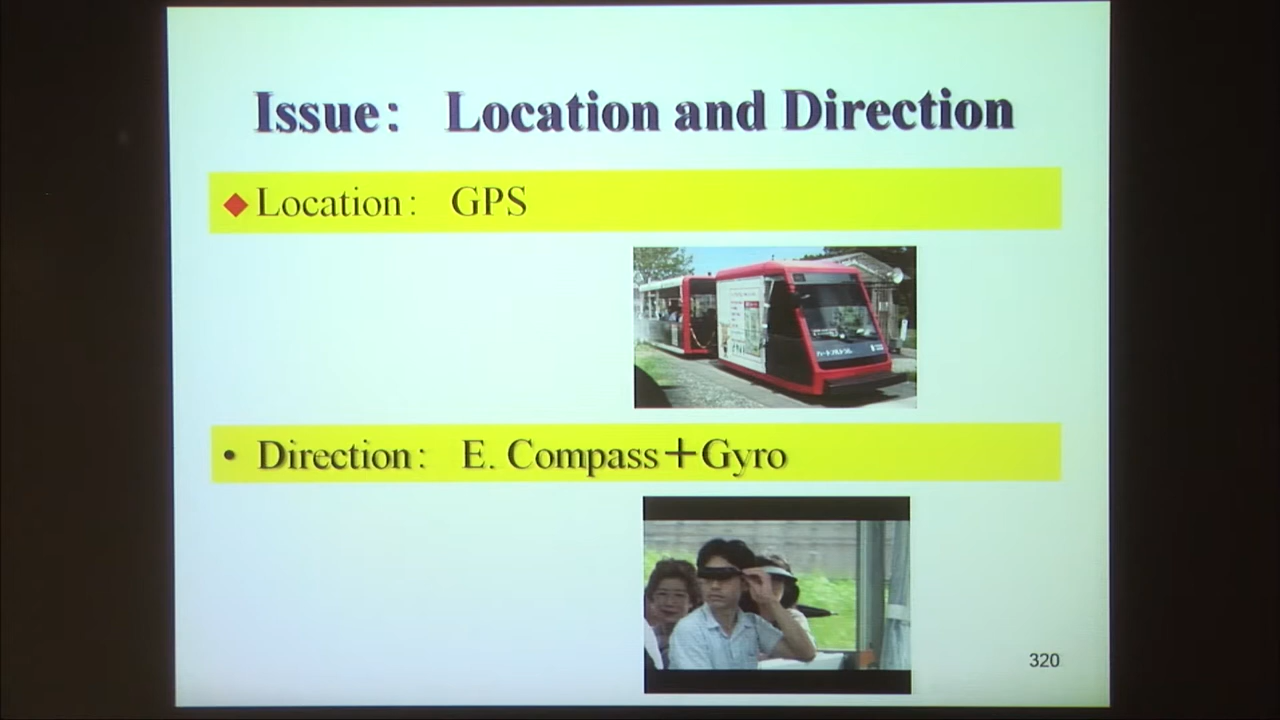 Issue: Location and Direction
◆Location: GPS
• Direction: E. Compass+Gyro
320